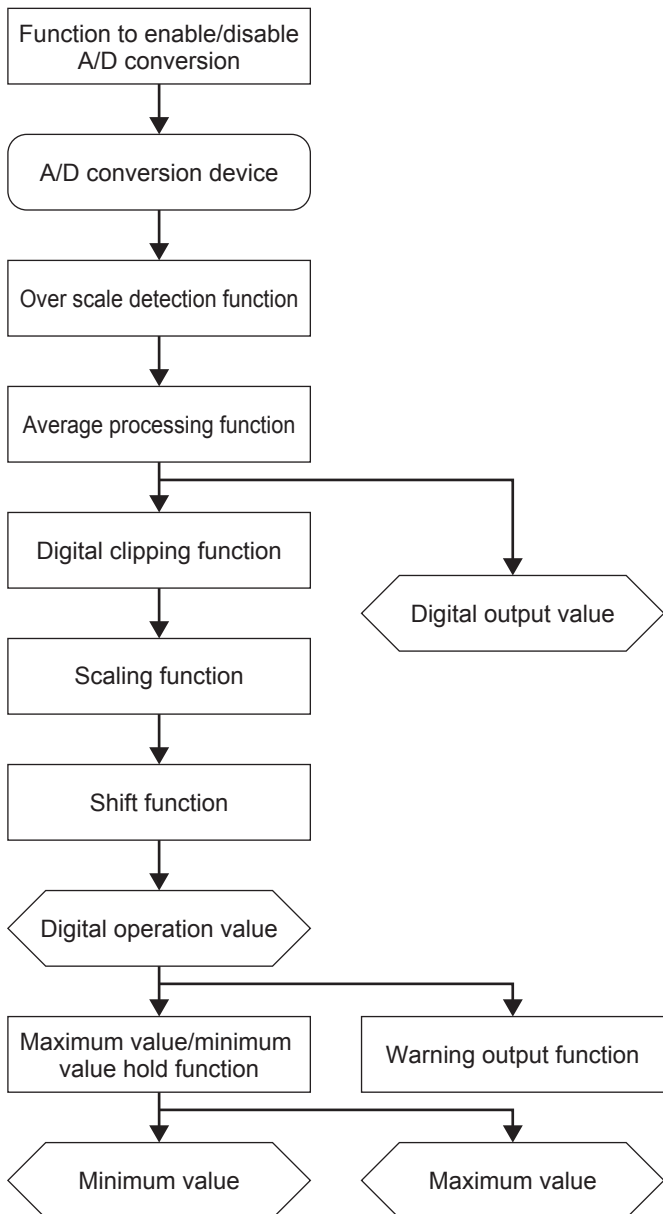 Function to enable/disable
A/D conversion
A/D conversion device
Over scale detection function
Average processing function
Digital clipping function
Digital output value
Scaling function
Shift function
Digital operation value
Maximum value/minimum
value hold function
Warning output function
Minimum value
Maximum value